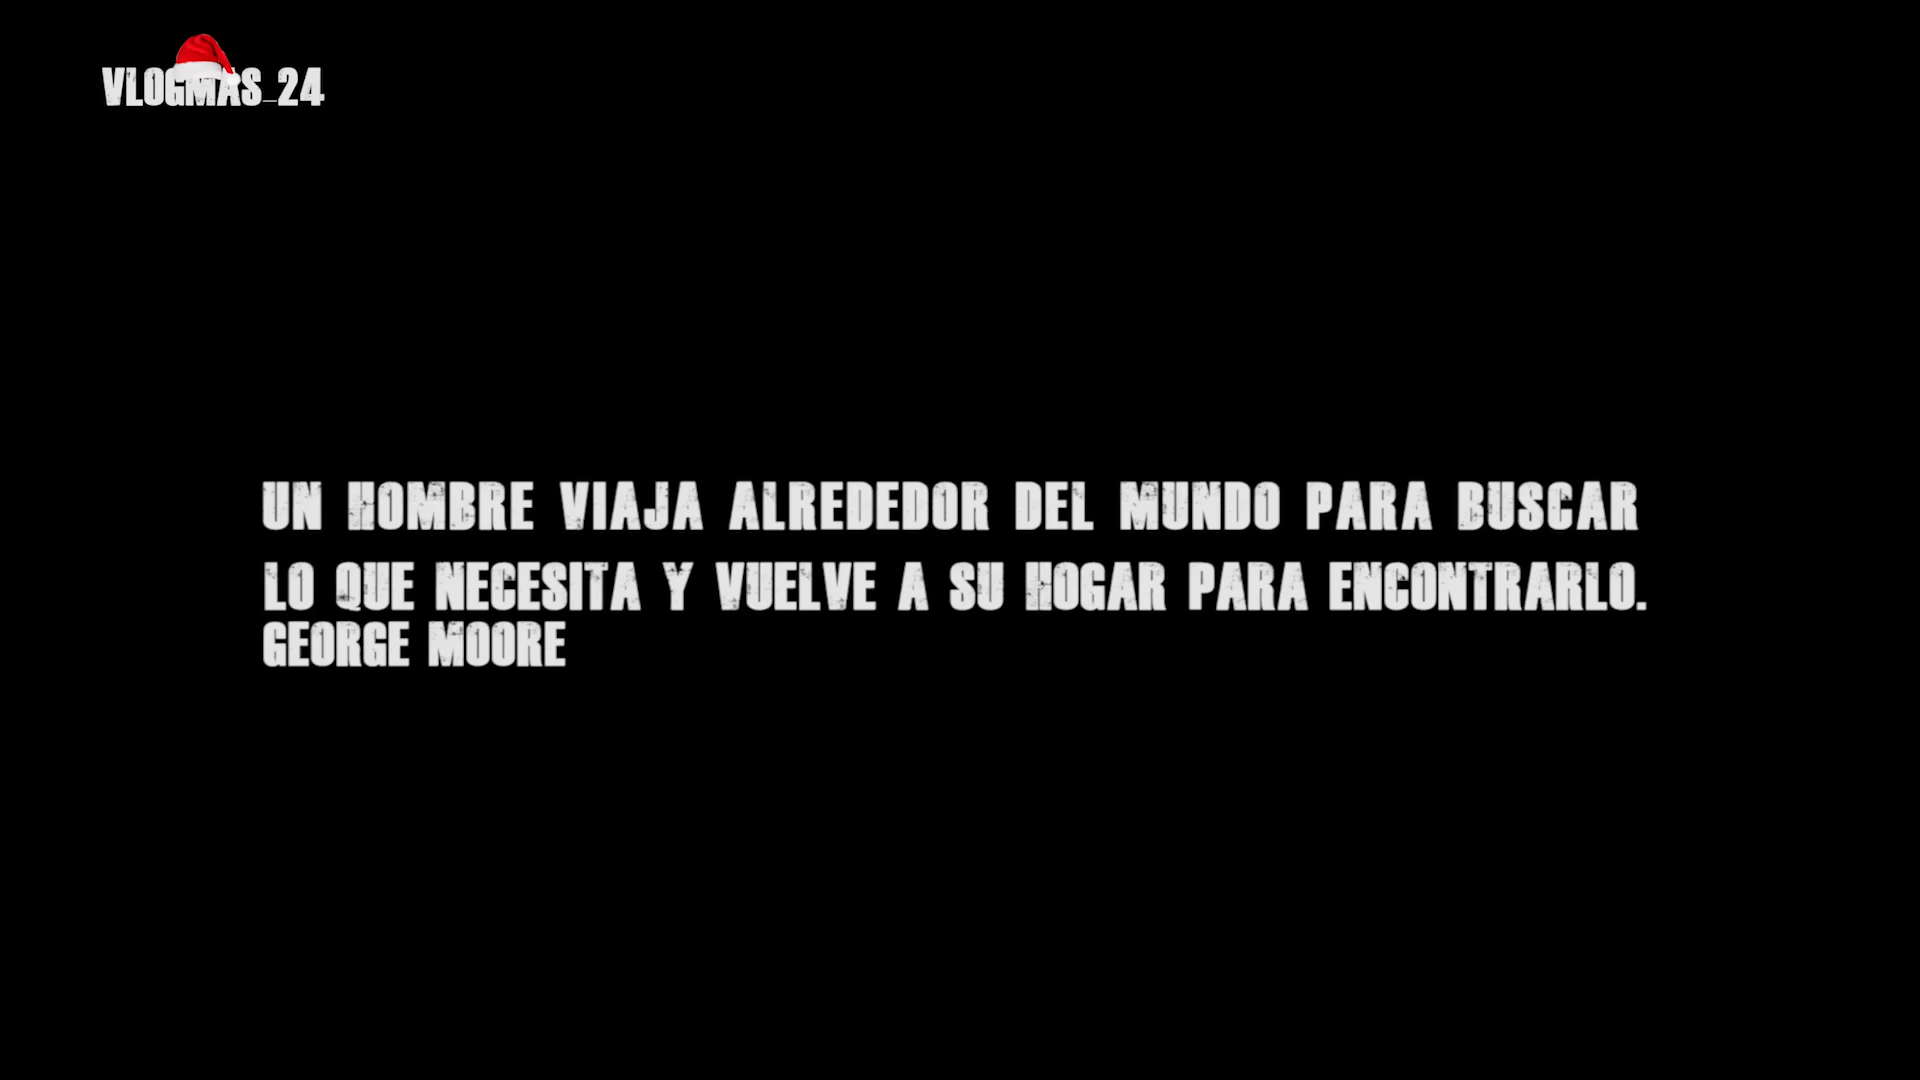 VLOGMAS_24
UN HOMBRE VIAJA ALREDEDOR DEL MUNDO PARA BUSCAR
LO QUE NECESITA Y VUELVE A SU HOGAR PARA ENCONTRARLO.
GEORGE MOORE